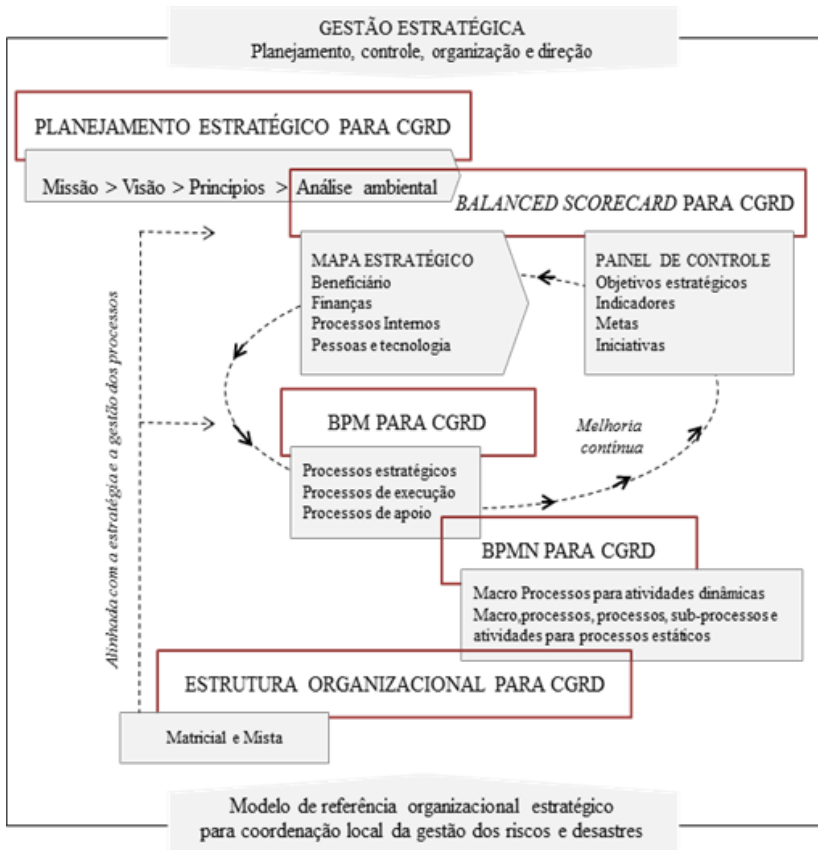 GESTÃO ESTRATÉGICA
Planejamento, controle, organização e direção
PLANEJAMENTO ESTRATÉGICO PARA CGRD
Missão > Visão > Princípios > Análise ambiental
BALANCED SCORECARD PARA CGRD
MAPA ESTRATÉGICO
Beneficiário
Finanças
Processos Internos
Pessoas e tecnologia
PAINEL DE CONTROLE
Objetivos estratégicos
Indicadores
Metas
Iniciativas
Alinhada com a estratégia e a gestão dos processos
BPM PARA CGRD
Processos estratégicos
Processos de execução
Processos de apoio
Melhoria
contínua
BPMN PARA CGRD
Macro Processos para atividades dinâmicas
Macro,processos, processos, sub-processos e
atividades para processos estáticos
ESTRUTURA ORGANIZACIONAL PARA CGRD
Matricial e Mista
Modelo de referência organizacional estratégico
para coordenação local da gestão dos riscos e desastres